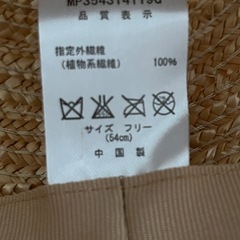 品質表示
指定外繊維
(植物系繊維) 100%
サイズ フリー
(54cm)
中国製